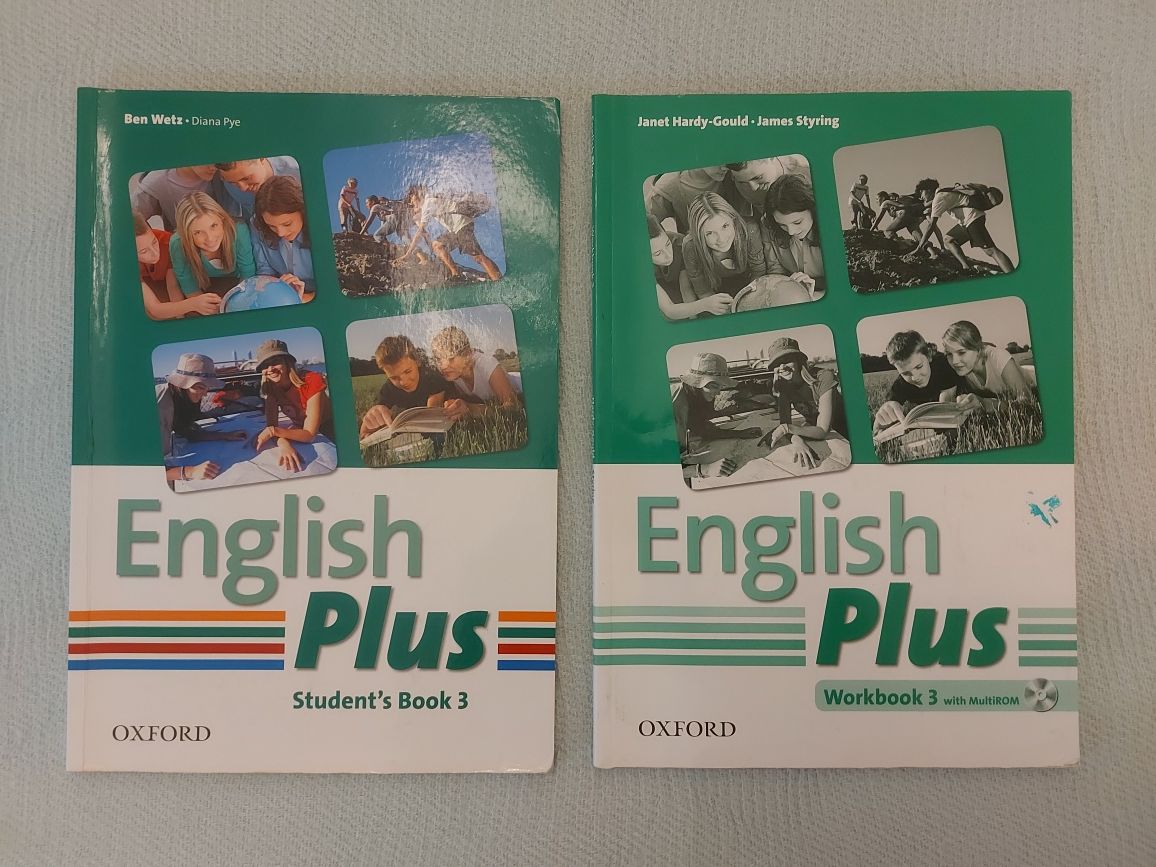 Ben Wetz • Diana Pye
English
Plus
Student's Book 3
OXFORD
Janet Hardy-Gould • James Styring
English
Plus
Workbook 3 with MultiROM
OXFORD